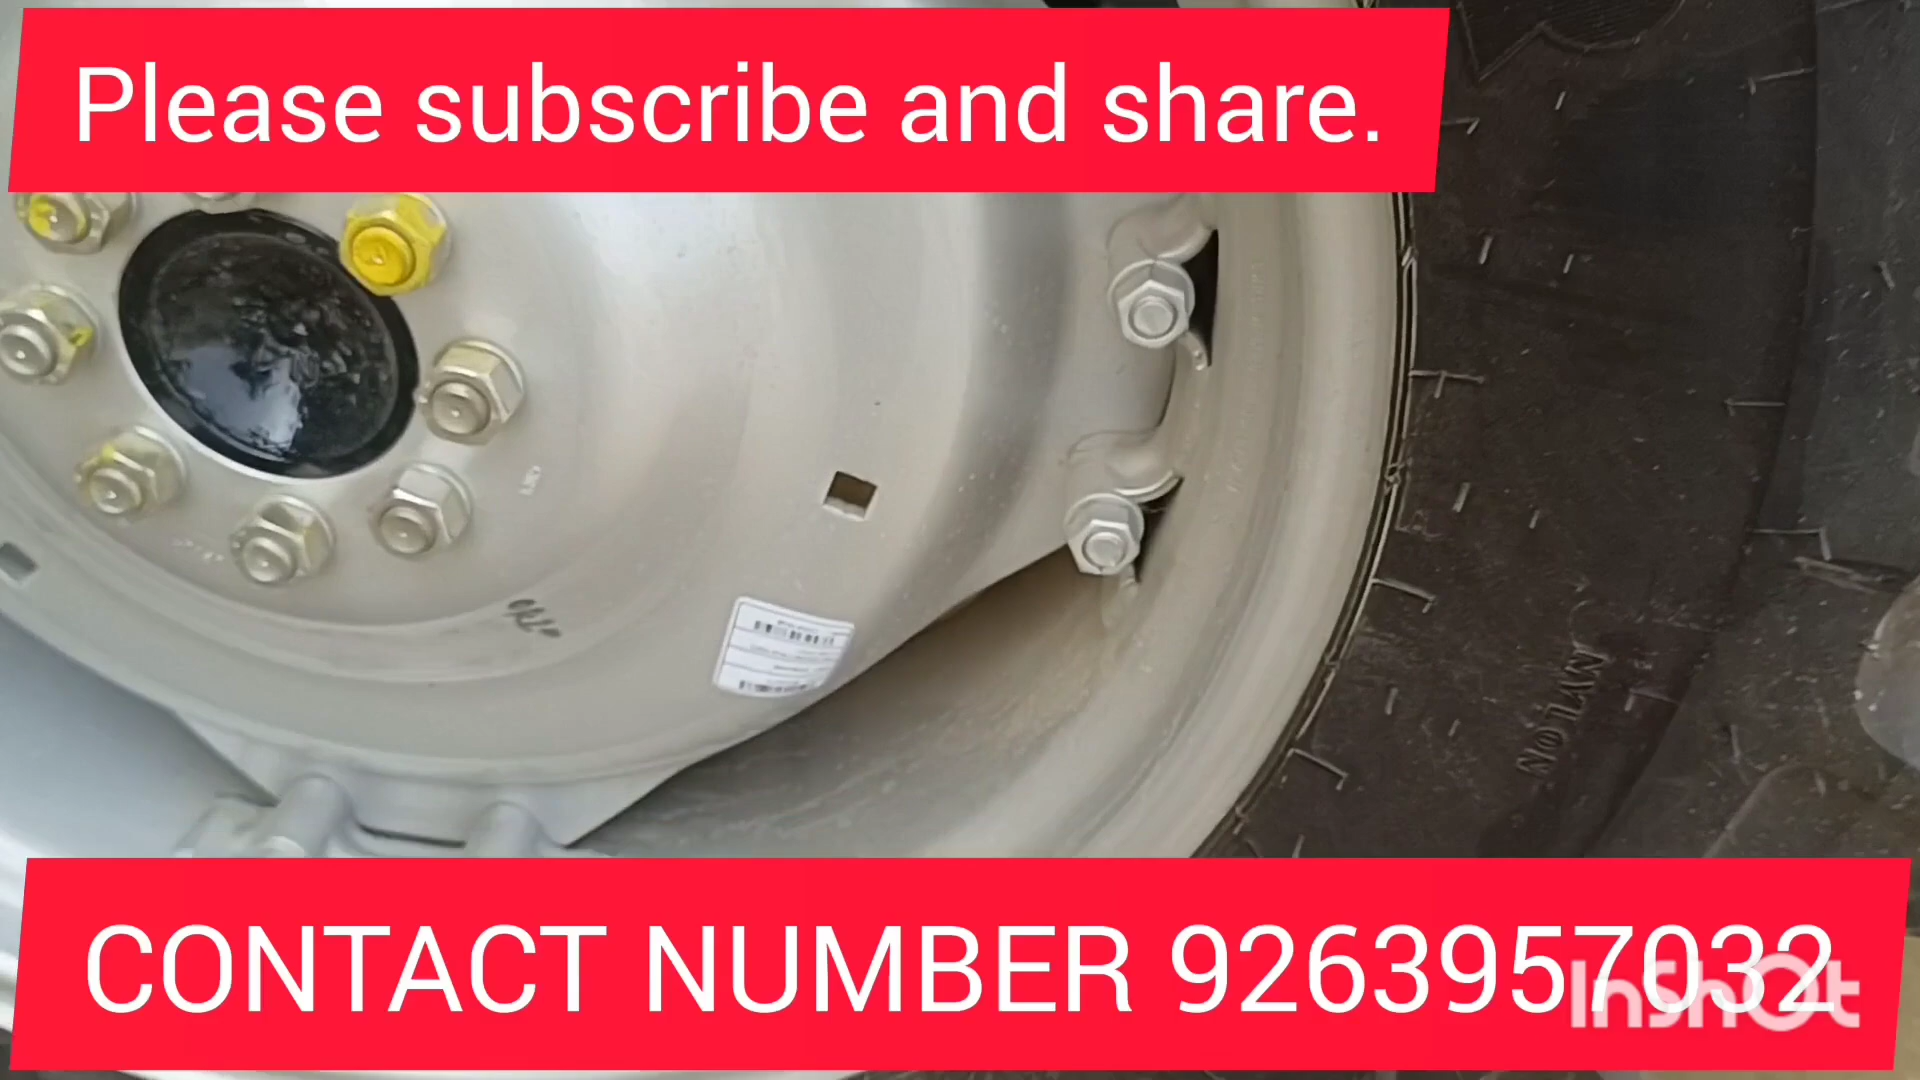 Please subscribe and share.
NYLON
CONTACT NUMBER 9263957032
InShOt